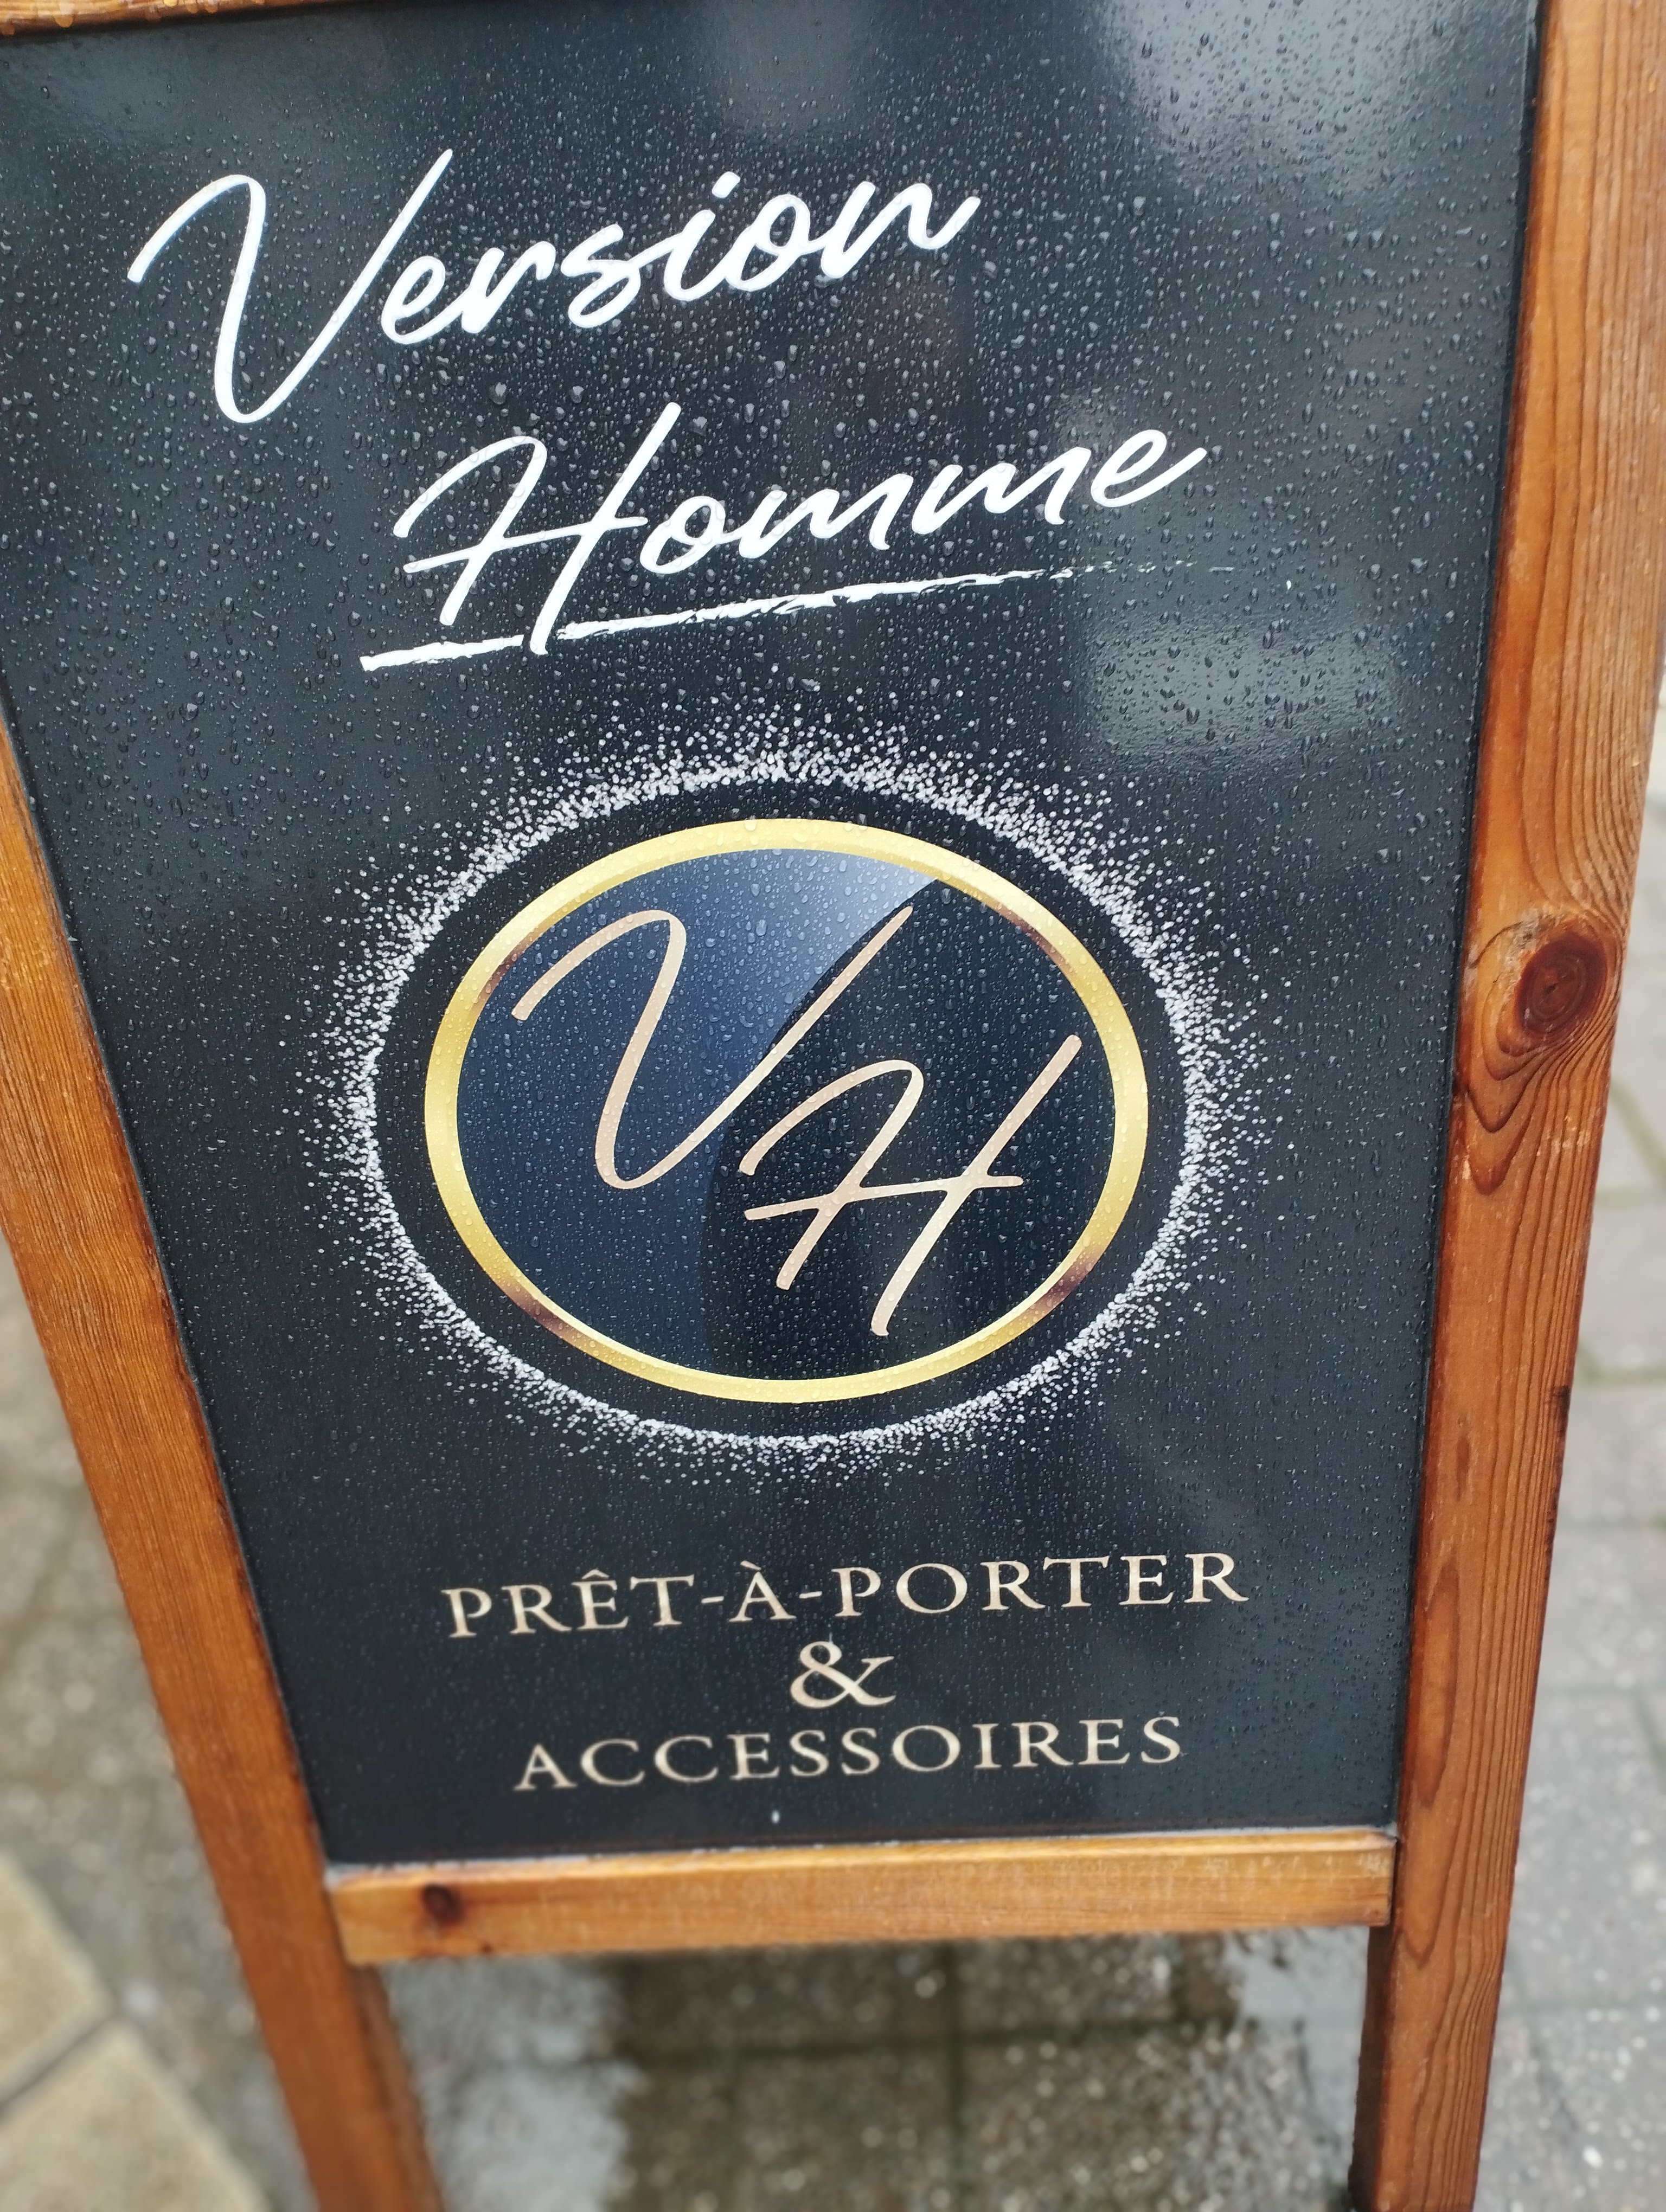 Version
Homme
VH
PRÊT-À-PORTER
&
ACCESSOIRES